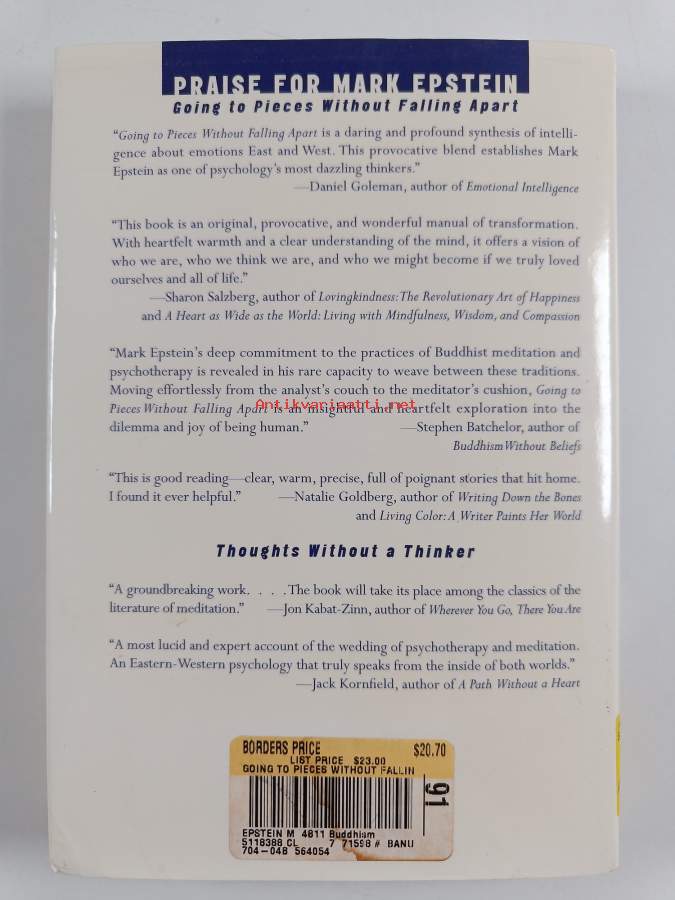 PRAISE FOR MARK EPSTEIN
Going to Pieces Without Falling Apart
“Going to Pieces Without Falling Apart is a daring and profound synthesis of intelli-
gence about emotions East and West. This provocative blend establishes Mark
Epstein as one of psychology’s most dazzling thinkers.”
—Daniel Goleman, author of Emotional Intelligence
“This book is an original, provocative, and wonderful manual of transformation.
With heartfelt warmth and a clear understanding of the mind, it offers a vision of
who we are, who we think we are, and who we might become if we truly loved
ourselves and all of life.”
—Sharon Salzberg, author of Lovingkindness: The Revolutionary Art of Happiness
and A Heart as Wide as the World: Living with Mindfulness, Wisdom, and Compassion
“Mark Epstein’s deep commitment to the practices of Buddhist meditation and
psychotherapy is revealed in his rare capacity to weave between these traditions.
Moving effortlessly from the analyst’s couch to the meditator’s cushion, Going to
Pieces Without Falling Apart is an insightful and heartfelt exploration into the
Antikvariaatti.net
dilemma and joy of being human.” —Stephen Batchelor, author of
Buddhism Without Beliefs
“This is good reading—clear, warm, precise, full of poignant stories that hit home.
I found it ever helpful.” —Natalie Goldberg, author of Writing Down the Bones
and Living Color: A Writer Paints Her World
Thoughts Without a Thinker
“A groundbreaking work. . . . The book will take its place among the classics of the
literature of meditation.” —Jon Kabat-Zinn, author of Wherever You Go, There You Are
“A most lucid and expert account of the wedding of psychotherapy and meditation.
An Eastern-Western psychology that truly speaks from the inside of both worlds.”
—Jack Kornfield, author of A Path Without a Heart
BORDERS PRICE $20.70
LIST PRICE $23.00
GOING TO PIECES WITHOUT FALLIN
91
EPSTEIN M 4811 Buddhism
5118388 CL 7 71598 # BANU
704-048 564054